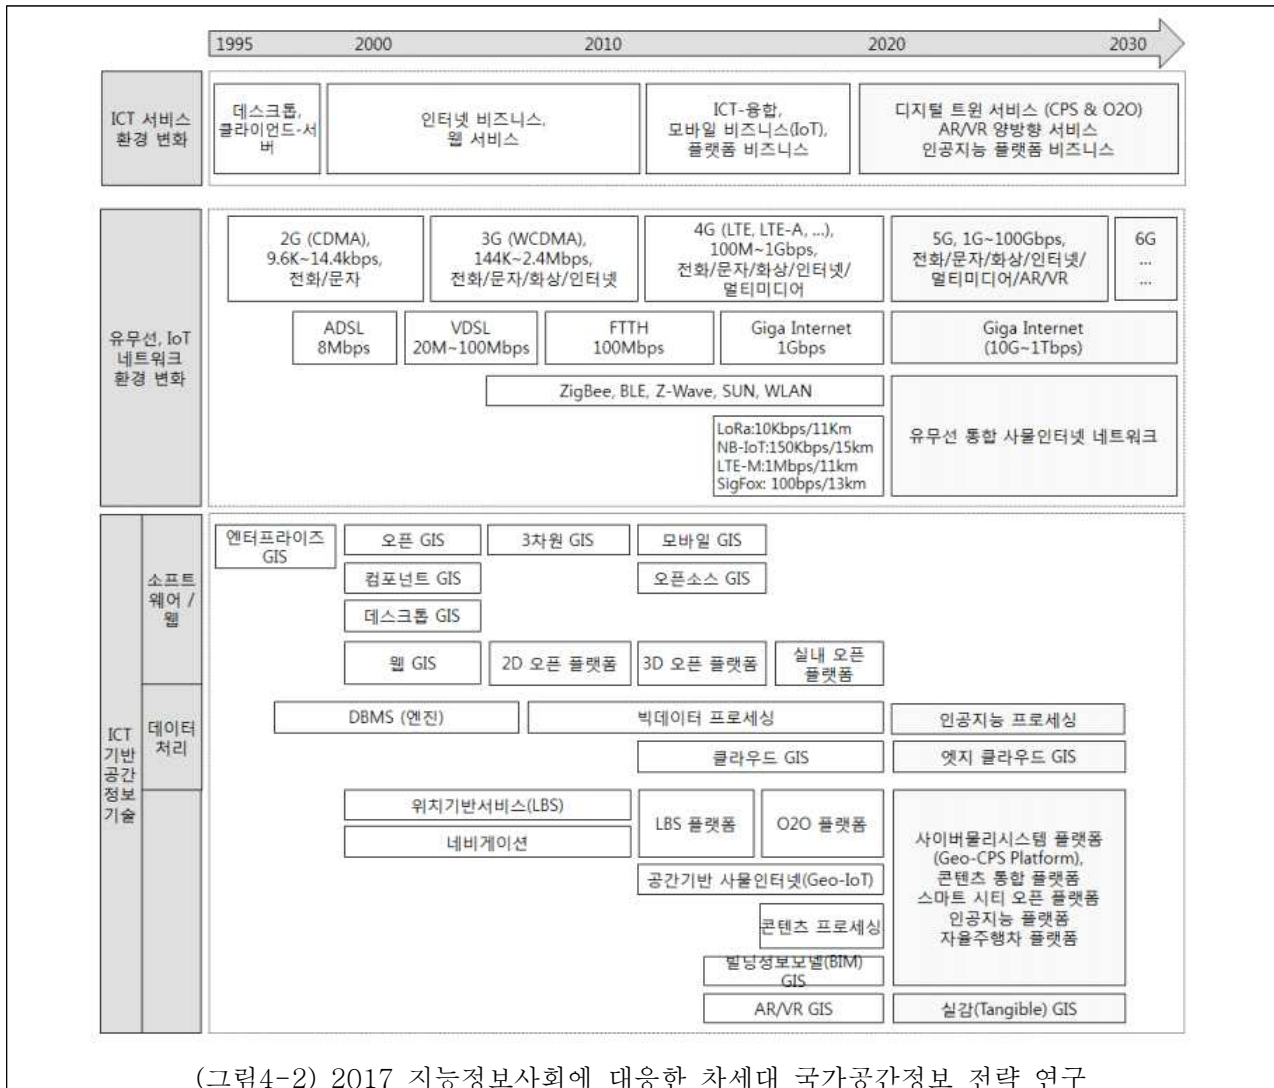 1995 2000 2010 2020 2030
ICT 서비스
환경 변화
데스크톱,
클라이언드-서
버
인터넷 비즈니스,
웹 서비스
ICT-융합,
모바일 비즈니스(IoT),
플랫폼 비즈니스
디지털 트윈 서비스 (CPS & O2O)
AR/VR 양방향 서비스
인공지능 플랫폼 비즈니스
유무선, IoT
네트워크
환경 변화
2G (CDMA),
9.6K~14.4kbps,
전화/문자
3G (WCDMA),
144K~2.4Mbps,
전화/문자/화상/인터넷
4G (LTE, LTE-A, ...),
100M~1Gbps,
전화/문자/화상/인터넷/
멀티미디어
5G, 1G~100Gbps,
전화/문자/화상/인터넷/
멀티미디어/AR/VR
6G
...
...
ADSL
8Mbps
VDSL
20M~100Mbps
FTTH
100Mbps
Giga Internet
1Gbps
Giga Internet
(10G~1Tbps)
ZigBee, BLE, Z-Wave, SUN, WLAN
LoRa:10Kbps/11Km
NB-IoT:150Kbps/15km
LTE-M:1Mbps/11km
SigFox: 100bps/13km
유무선 통합 사물인터넷 네트워크
ICT
기반
공간
정보
기술
소프트
웨어 /
웹
엔터프라이즈
GIS
오픈 GIS
3차원 GIS
모바일 GIS
컴포넌트 GIS
오픈소스 GIS
데스크톱 GIS
웹 GIS
2D 오픈 플랫폼
3D 오픈 플랫폼
실내 오픈
플랫폼
데이터
처리
DBMS (엔진)
빅데이터 프로세싱
인공지능 프로세싱
클라우드 GIS
엣지 클라우드 GIS
위치기반서비스(LBS)
네비게이션
LBS 플랫폼
O2O 플랫폼
공간기반 사물인터넷(Geo-IoT)
콘텐츠 프로세싱
빌딩정보모델(BIM)
GIS
사이버물리시스템 플랫폼
(Geo-CPS Platform),
콘텐츠 통합 플랫폼
스마트 시티 오픈 플랫폼
인공지능 플랫폼
자율주행차 플랫폼
AR/VR GIS
실감(Tangible) GIS
(그림4-2) 2017 지능정보사회에 대응한 차세대 국가공간정보 전략 연구